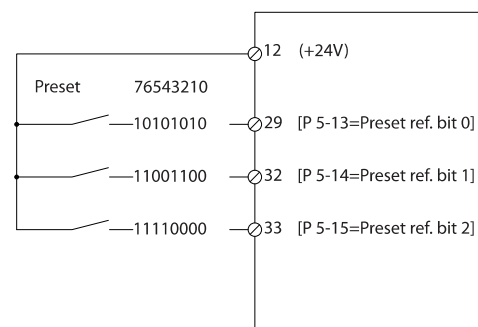 12 (+24V)
Preset 76543210
10101010 29 [P 5-13=Preset ref. bit 0]
11001100 32 [P 5-14=Preset ref. bit 1]
11110000 33 [P 5-15=Preset ref. bit 2]